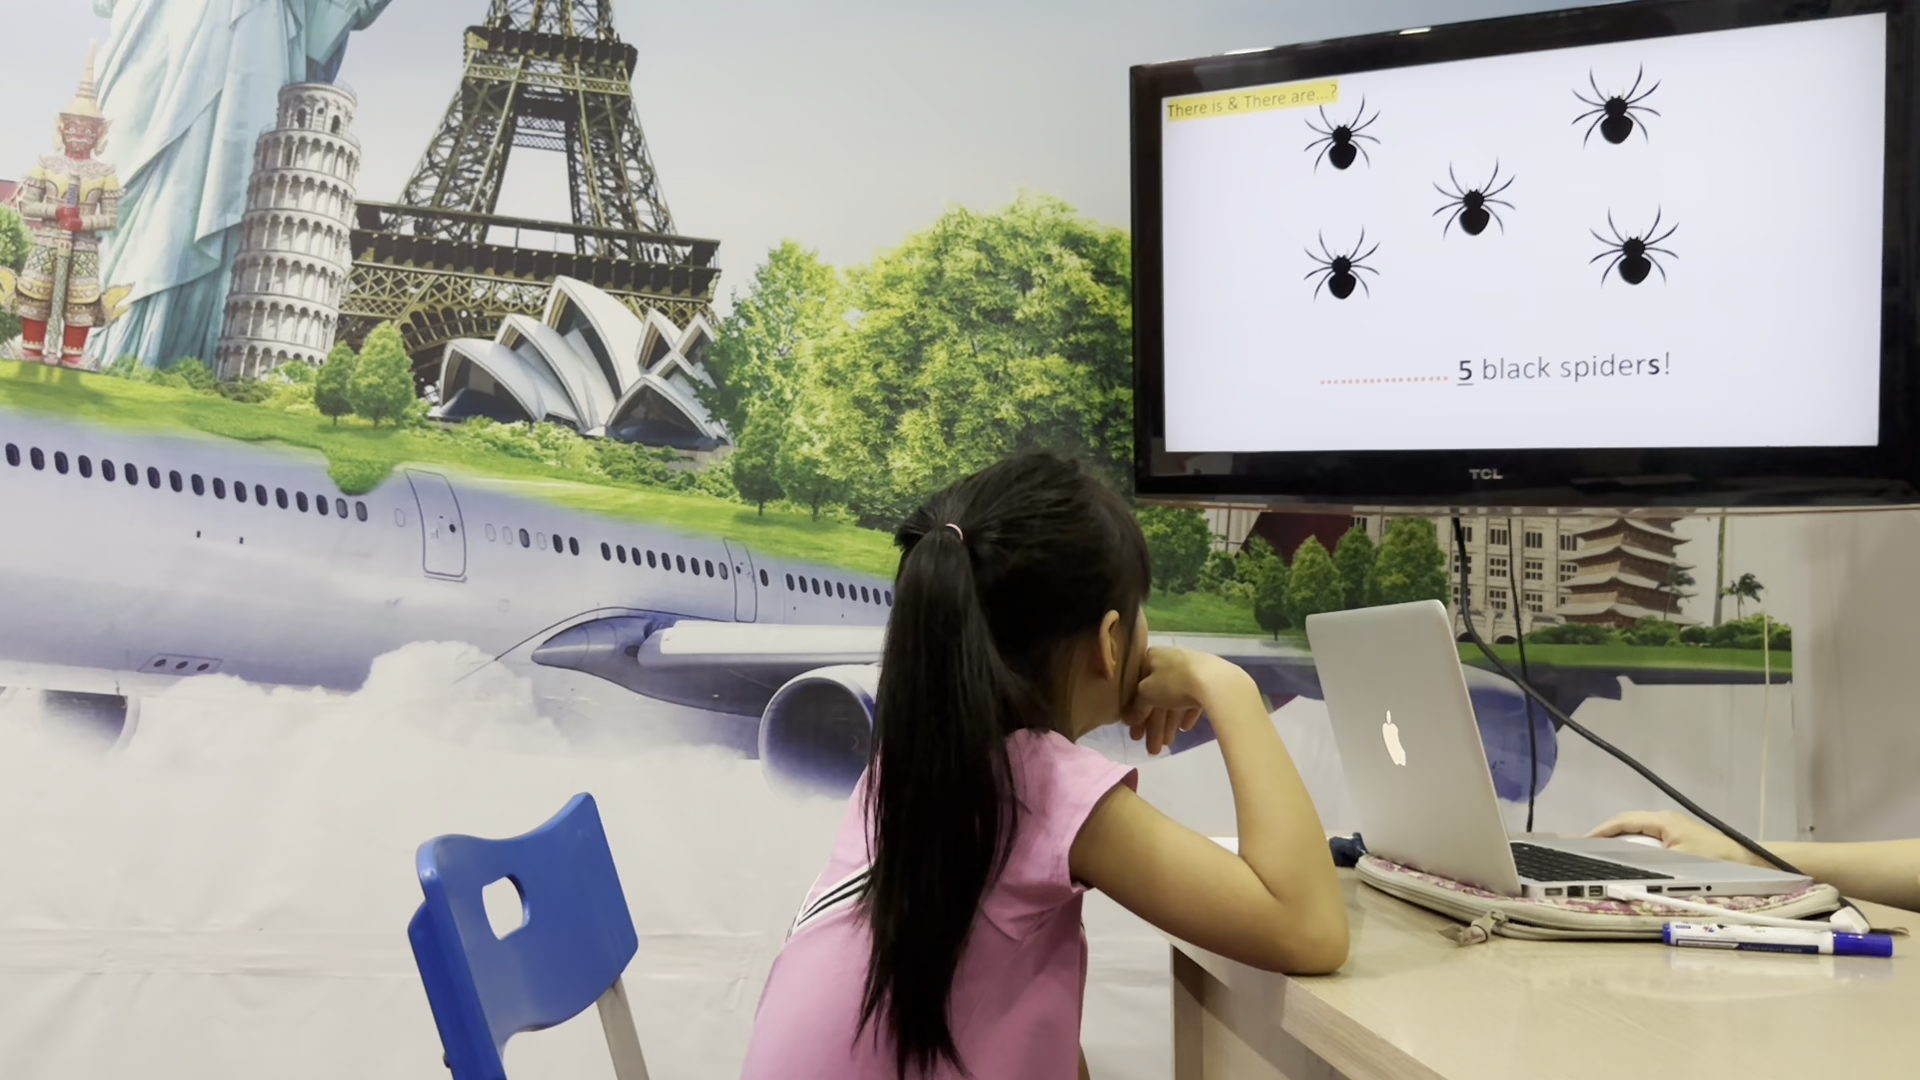 There is & There are...?
.................. 5 black spiders!
TCL